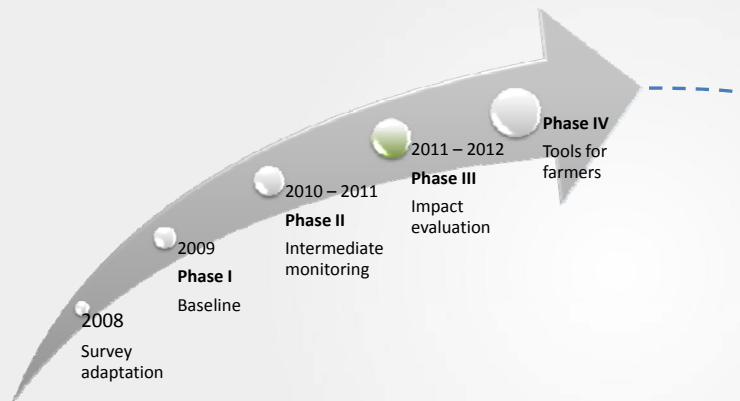 2008
Survey
adaptation
2009
Phase I
Baseline
2010 – 2011
Phase II
Intermediate
monitoring
2011 – 2012
Phase III
Impact
evaluation
Phase IV
Tools for
farmers